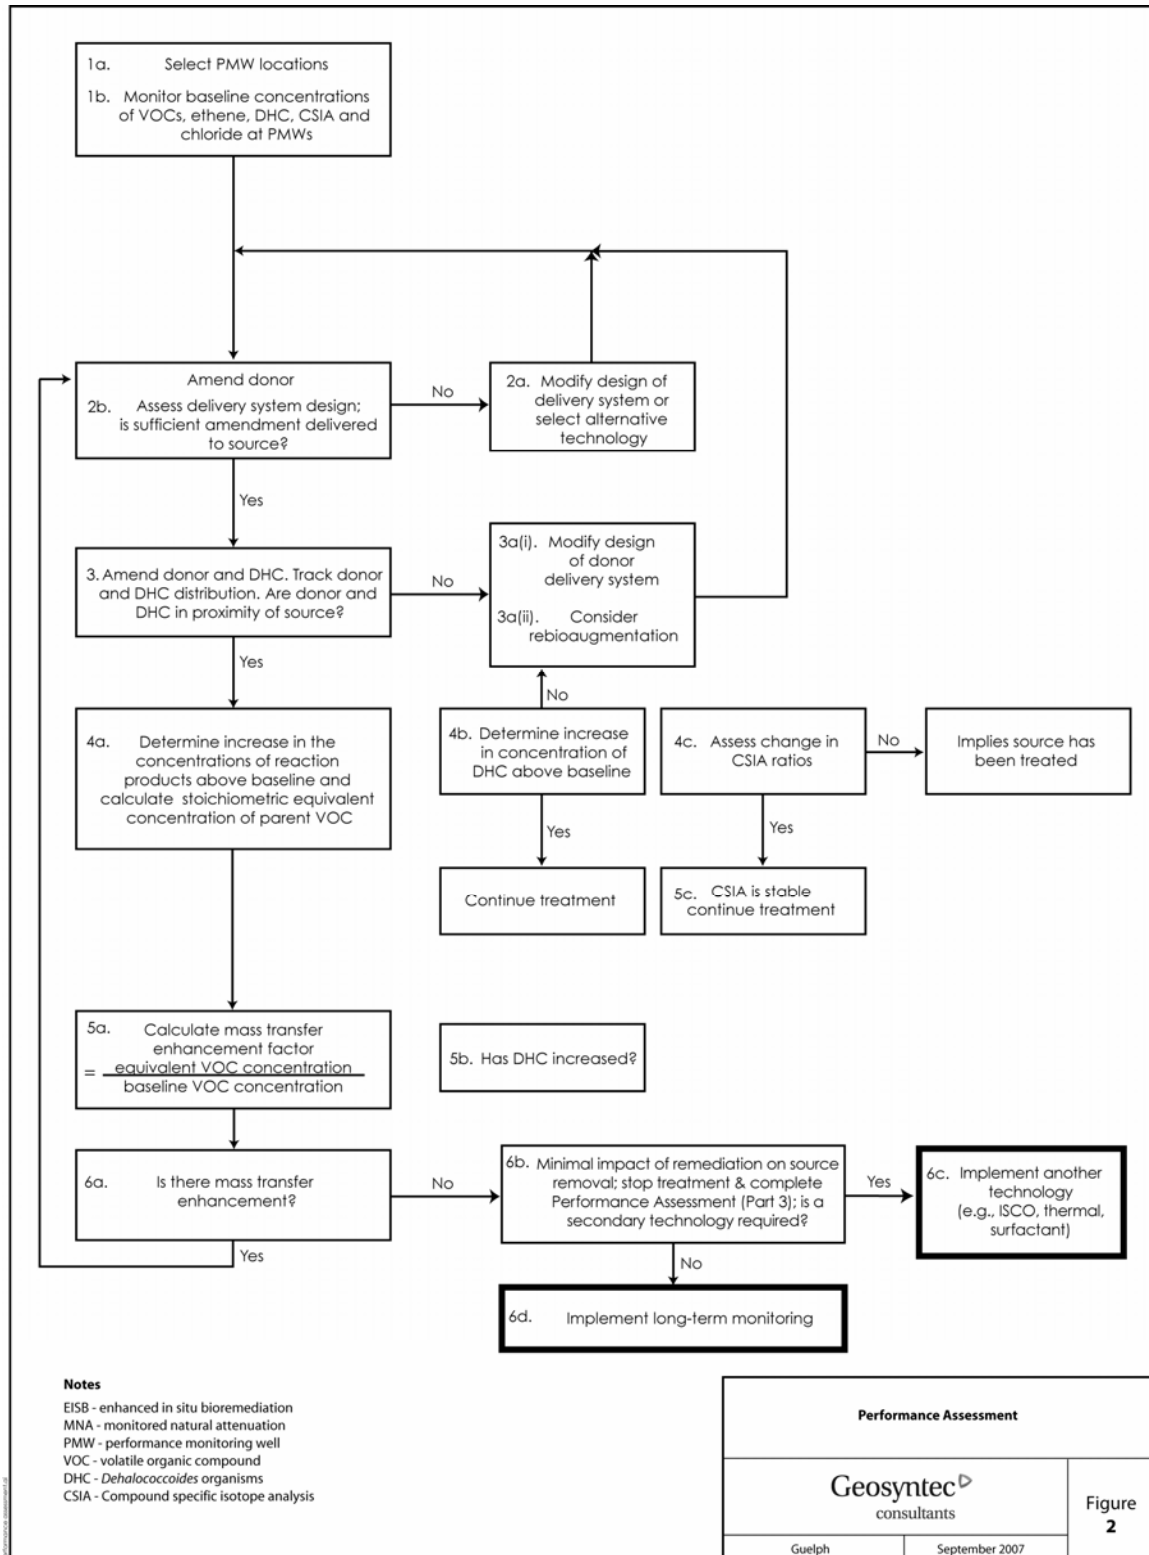 1a. Select PMW locations
1b. Monitor baseline concentrations
of VOCs, ethene, DHC, CSIA and
chloride at PMWs
Amend donor
2b. Assess delivery system design;
is sufficient amendment delivered
to source?
No
2a. Modify design of
delivery system or
select alternative
technology
Yes
3. Amend donor and DHC. Track donor
and DHC distribution. Are donor and
DHC in proximity of source?
No
3a(i). Modify design
of donor
delivery system
3a(ii). Consider
rebioaugmentation
Yes
No
4a. Determine increase in the
concentrations of reaction
products above baseline and
calculate stoichiometric equivalent
concentration of parent VOC
4b. Determine increase
in concentration of
DHC above baseline
4c. Assess change in
CSIA ratios
No
Implies source has
been treated
Yes
Yes
Continue treatment
5c. CSIA is stable
continue treatment
5a. Calculate mass transfer
enhancement factor
= equivalent VOC concentration
baseline VOC concentration
5b. Has DHC increased?
6a. Is there mass transfer
enhancement?
No
6b. Minimal impact of remediation on source
removal; stop treatment & complete
Performance Assessment (Part 3); is a
secondary technology required?
Yes
6c. Implement another
technology
(e.g., ISCO, thermal,
surfactant)
Yes
No
6d. Implement long-term monitoring
Notes
EISB - enhanced in situ bioremediation
MNA - monitored natural attenuation
PMW - performance monitoring well
VOC - volatile organic compound
DHC - Dehalococcoides organisms
CSIA - Compound specific isotope analysis
Performance Assessment
Geosyntec
consultants
Figure
2
Guelph
September 2007